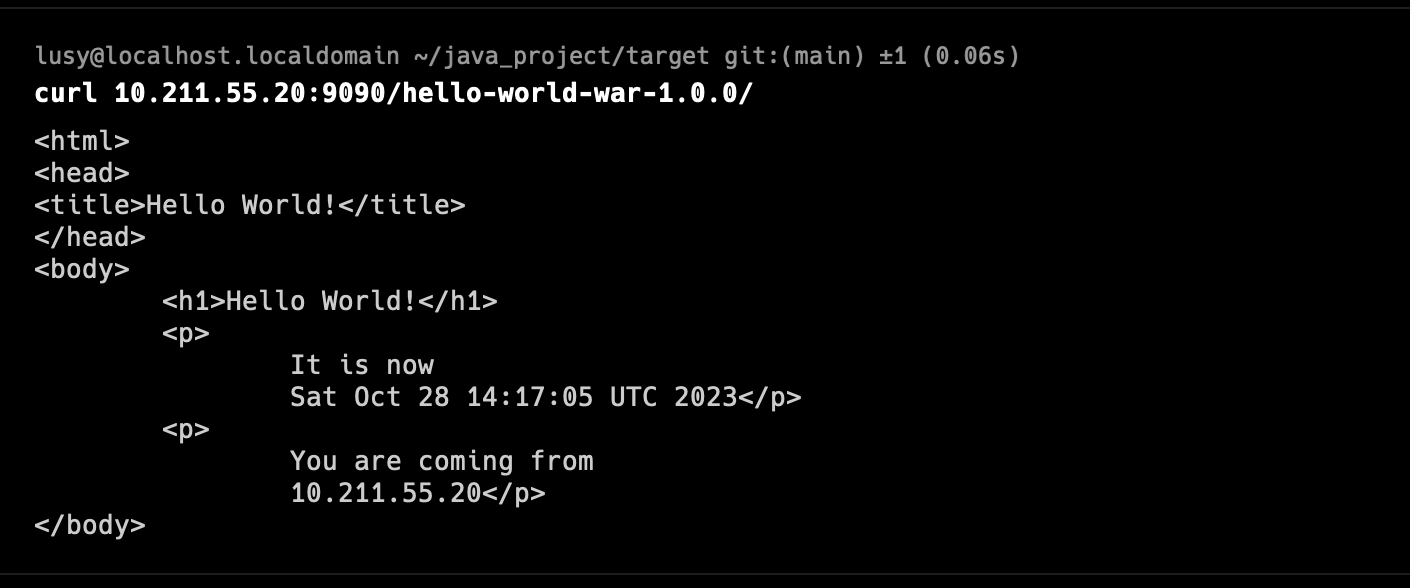 lusy@localhost.localdomain ~/java_project/target git:(main) ±1 (0.06s)
curl 10.211.55.20:9090/hello-world-war-1.0.0/
<html>
<head>
<title>Hello World!</title>
</head>
<body>
        <h1>Hello World!</h1>
        <p>
                It is now
                Sat Oct 28 14:17:05 UTC 2023</p>
        <p>
                You are coming from
                10.211.55.20</p>
</body>